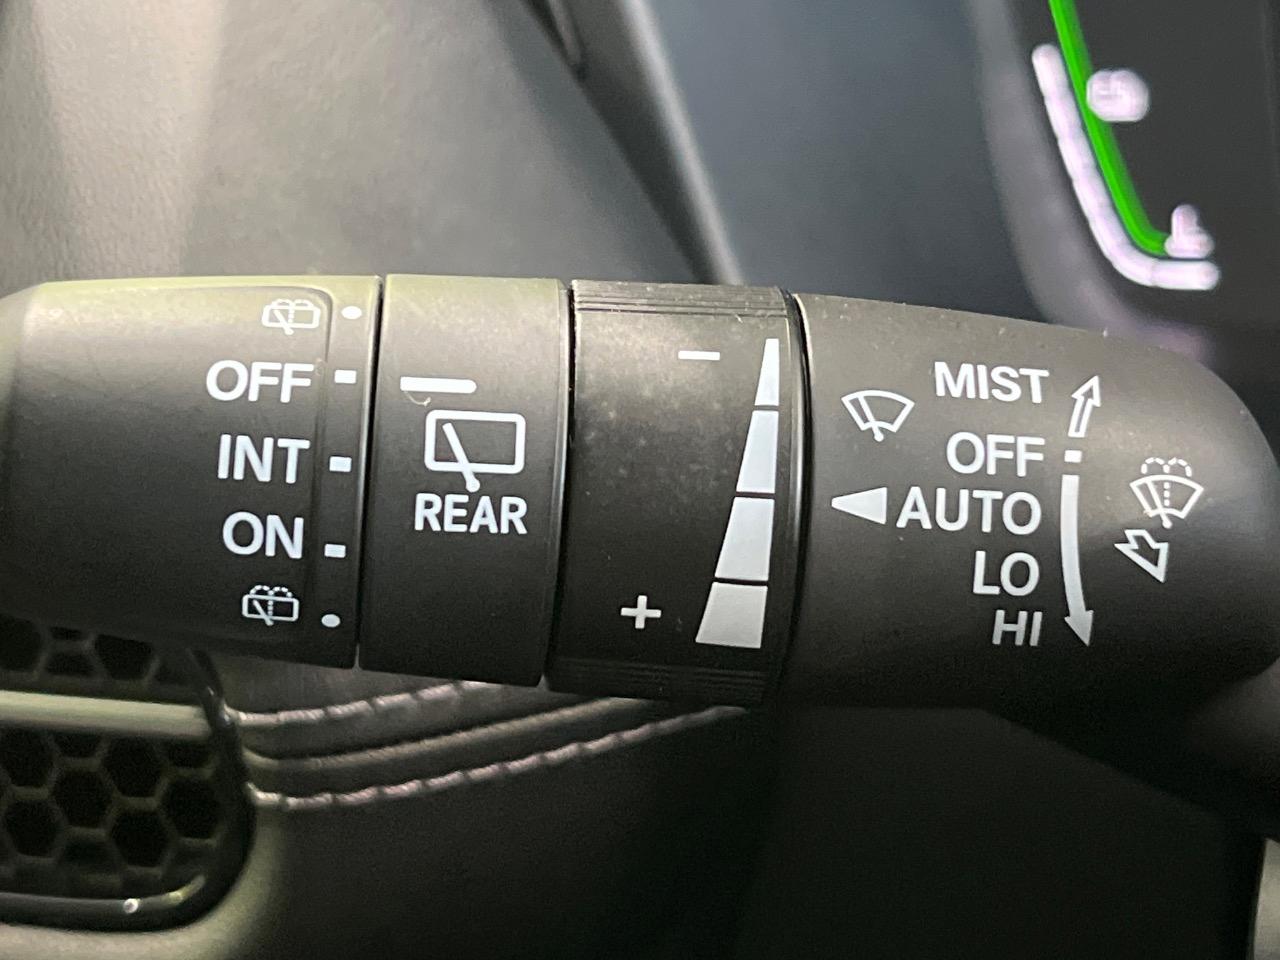 OFF
INT
ON
REAR
−
+
MIST
OFF
AUTO
LO
HI